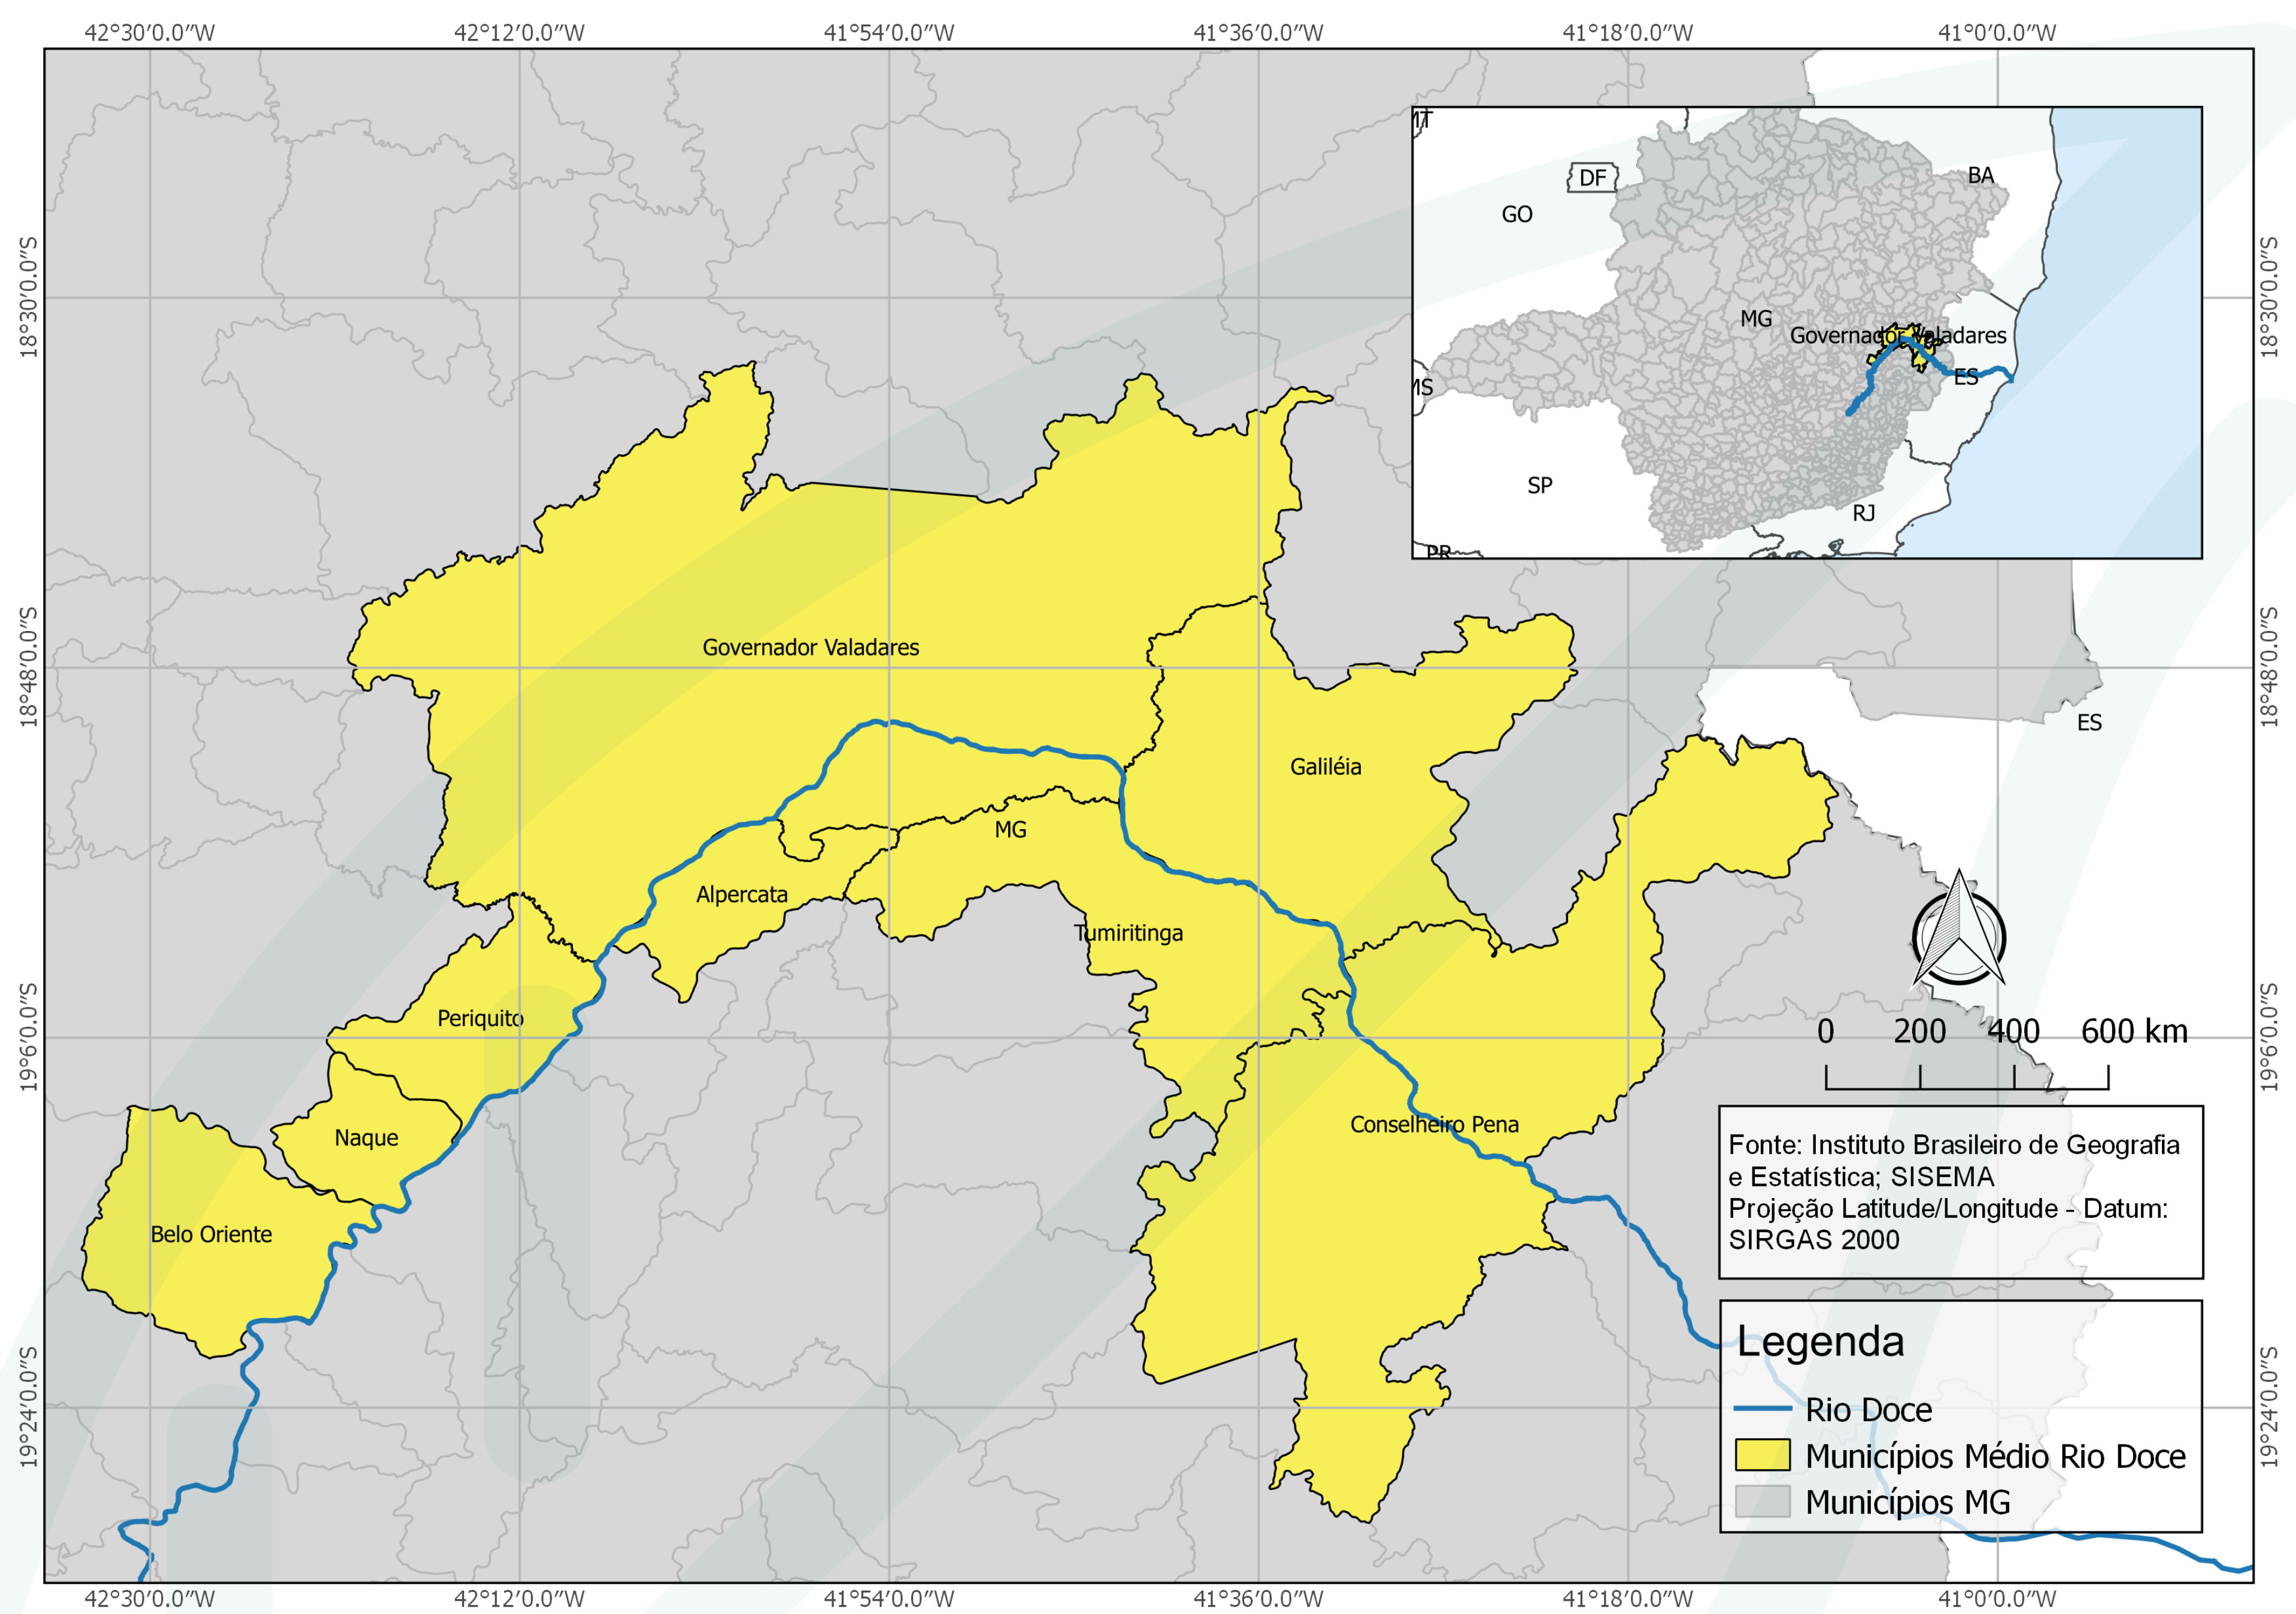 42°30′0.0″W 42°12′0.0″W 41°54′0.0″W 41°36′0.0″W 41°18′0.0″W 41°0′0.0″W
MT
DF
BA
GO
18°30′0.0″S 18°30′0.0″S
MG
Governador Valadares
ES
MS
SP
RJ
PR
Governador Valadares
18°48′0.0″S 18°48′0.0″S
ES
Galiléia
MG
Alpercata
Tumiritinga
Periquito
19°6′0.0″S 19°6′0.0″S
0 200 400 600 km
Conselheiro Pena
Naque
Fonte: Instituto Brasileiro de Geografia
e Estatística; SISEMA
Projeção Latitude/Longitude - Datum:
SIRGAS 2000
Belo Oriente
Legenda
19°24′0.0″S 19°24′0.0″S
Rio Doce
Municípios Médio Rio Doce
Municípios MG
42°30′0.0″W 42°12′0.0″W 41°54′0.0″W 41°36′0.0″W 41°18′0.0″W 41°0′0.0″W